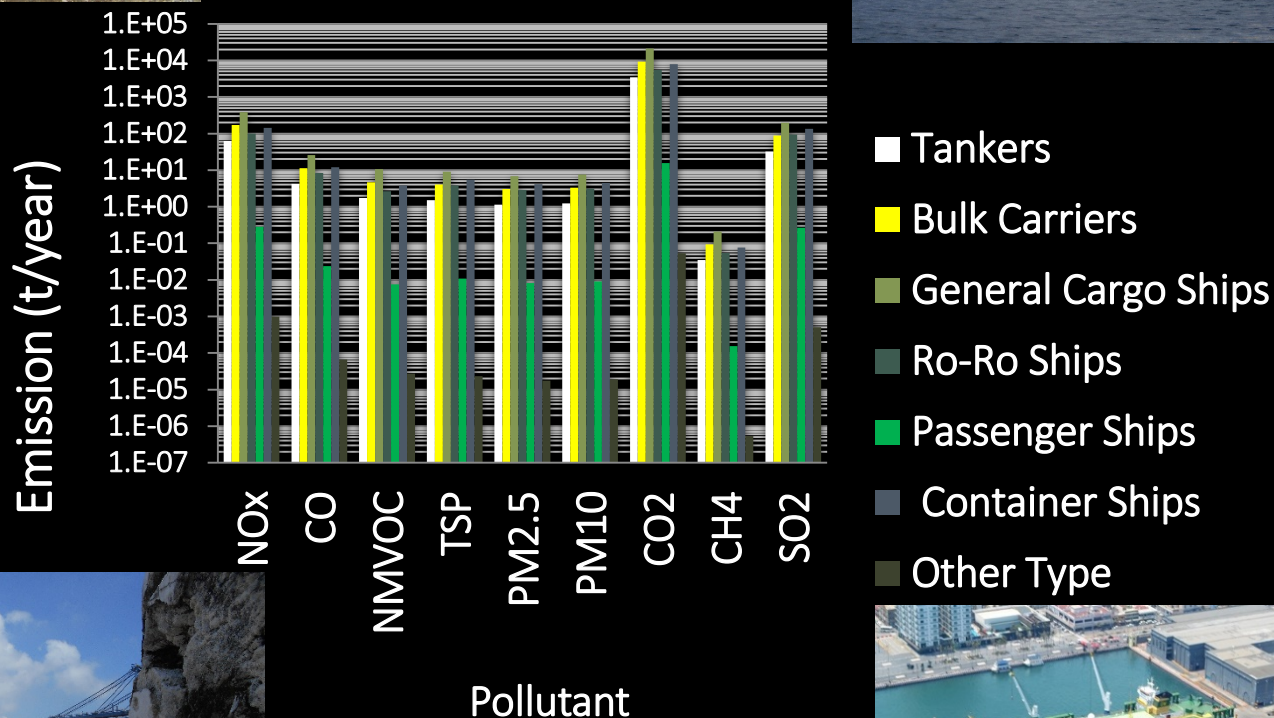 1.E+05
1.E+04
1.E+03
1.E+02
1.E+01
1.E+00
1.E-01
1.E-02
1.E-03
1.E-04
1.E-05
1.E-06
1.E-07
Emission (t/year)
NOx
CO
NMVOC
TSP
PM2.5
PM10
CO2
CH4
SO2
Pollutant
Tankers
Bulk Carriers
General Cargo Ships
Ro-Ro Ships
Passenger Ships
Container Ships
Other Type